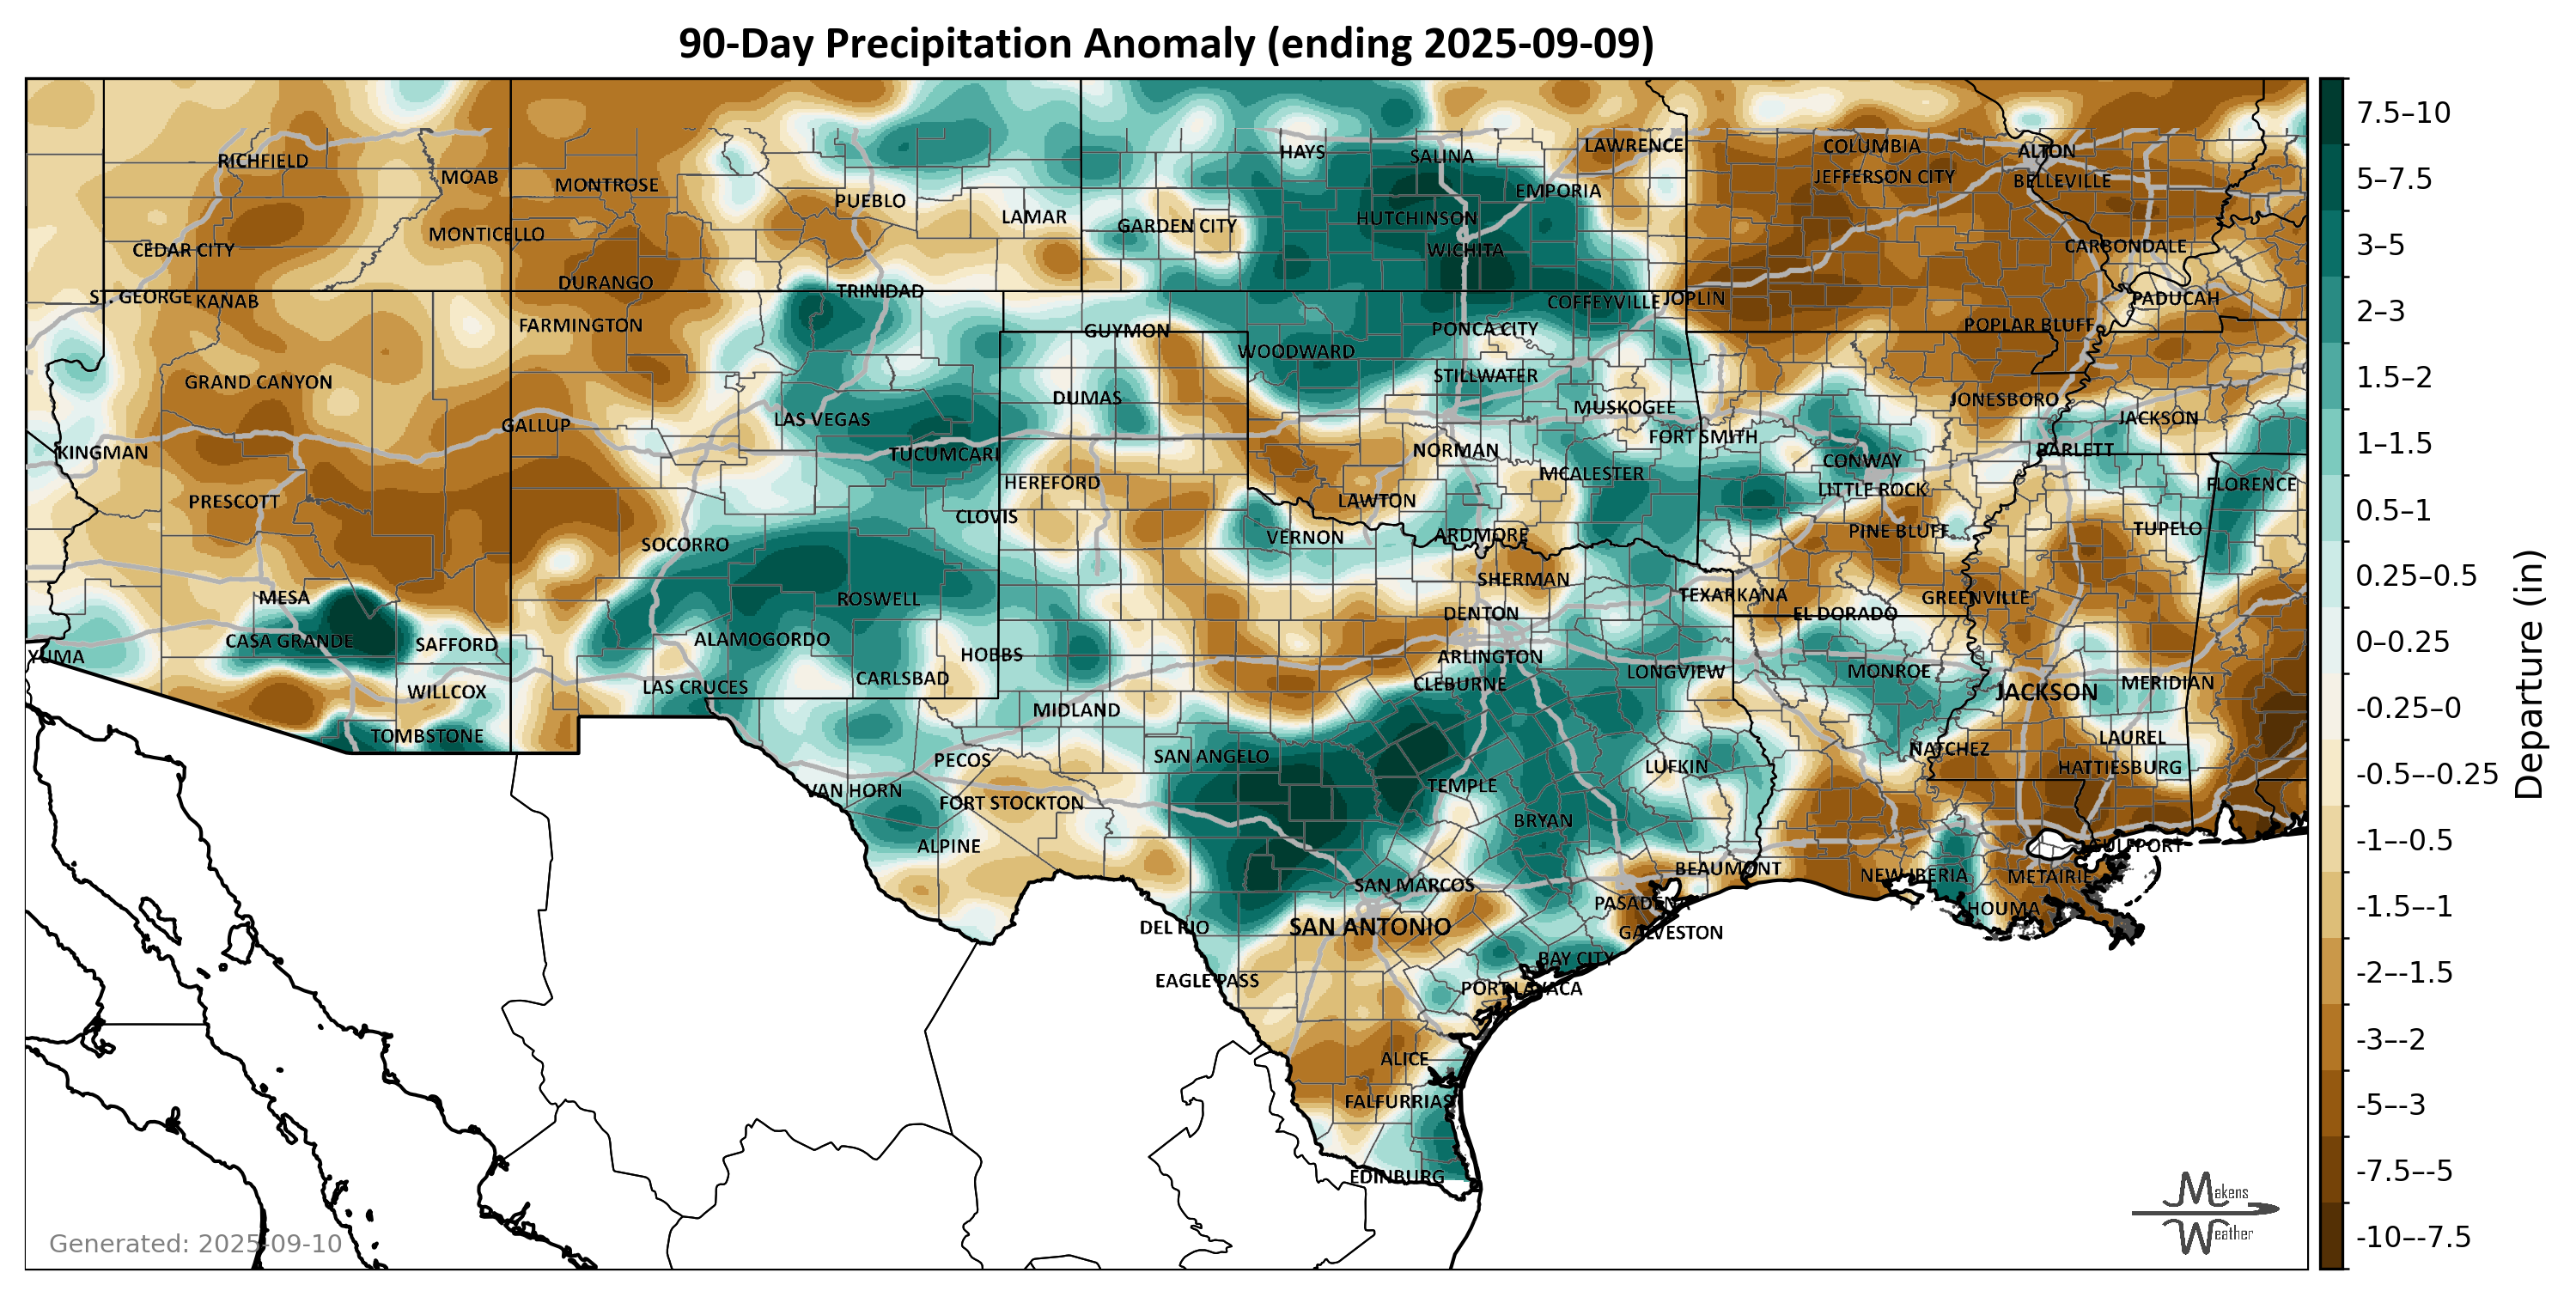 90-Day Precipitation Anomaly (ending 2025-09-09)
RICHFIELD
MOAB
MONTROSE
PUEBLO
LAMAR
HAYS
SALINA
LAWRENCE
COLUMBIA
ALTON
JEFFERSON CITY
BELLEVILLE
EMPORIA
GARDEN CITY
HUTCHINSON
MONTICELLO
CEDAR CITY
WICHITA
CARBONDALE
DURANGO
TRINIDAD
ST. GEORGE
KANAB
COFFEYVILLE
JOPLIN
PADUCAH
FARMINGTON
GUYMON
PONCA CITY
POPLAR BLUFF
WOODWARD
GRAND CANYON
STILLWATER
DUMAS
MUSKOGEE
JONESBORO
JACKSON
GALLUP
LAS VEGAS
FORT SMITH
KINGMAN
TUCUMCARI
NORMAN
BARLETT
CONWAY
MCALESTER
HEREFORD
LITTLE ROCK
FLORENCE
PRESCOTT
LAWTON
CLOVIS
PINE BLUFF
TUPELO
SOCORRO
VERNON
ARDMORE
SHERMAN
MESA
ROSWELL
TEXARKANA
GREENVILLE
DENTON
EL DORADO
CASA GRANDE
SAFFORD
ALAMOGORDO
YUMA
HOBBS
ARLINGTON
LONGVIEW
MONROE
CARLSBAD
CLEBURNE
MERIDIAN
WILLCOX
LAS CRUCES
JACKSON
MIDLAND
TOMBSTONE
LAUREL
NATCHEZ
SAN ANGELO
PECOS
LUFKIN
HATTIESBURG
VAN HORN
TEMPLE
FORT STOCKTON
BRYAN
ALPINE
GULFPORT
BEAUMONT
NEW IBERIA
METAIRIE
SAN MARCOS
PASADENA
HOUMA
DEL RIO
SAN ANTONIO
GALVESTON
BAY CITY
EAGLE PASS
PORT LAVACA
ALICE
FALFURRIAS
EDINBURG
Generated: 2025-09-10
Makens
Weather
7.5–10
5–7.5
3–5
2–3
1.5–2
1–1.5
0.5–1
0.25–0.5
0–0.25
-0.25–0
-0.5–-0.25
-1–-0.5
-1.5–-1
-2–-1.5
-3–-2
-5–-3
-7.5–-5
-10–-7.5
Departure (in)